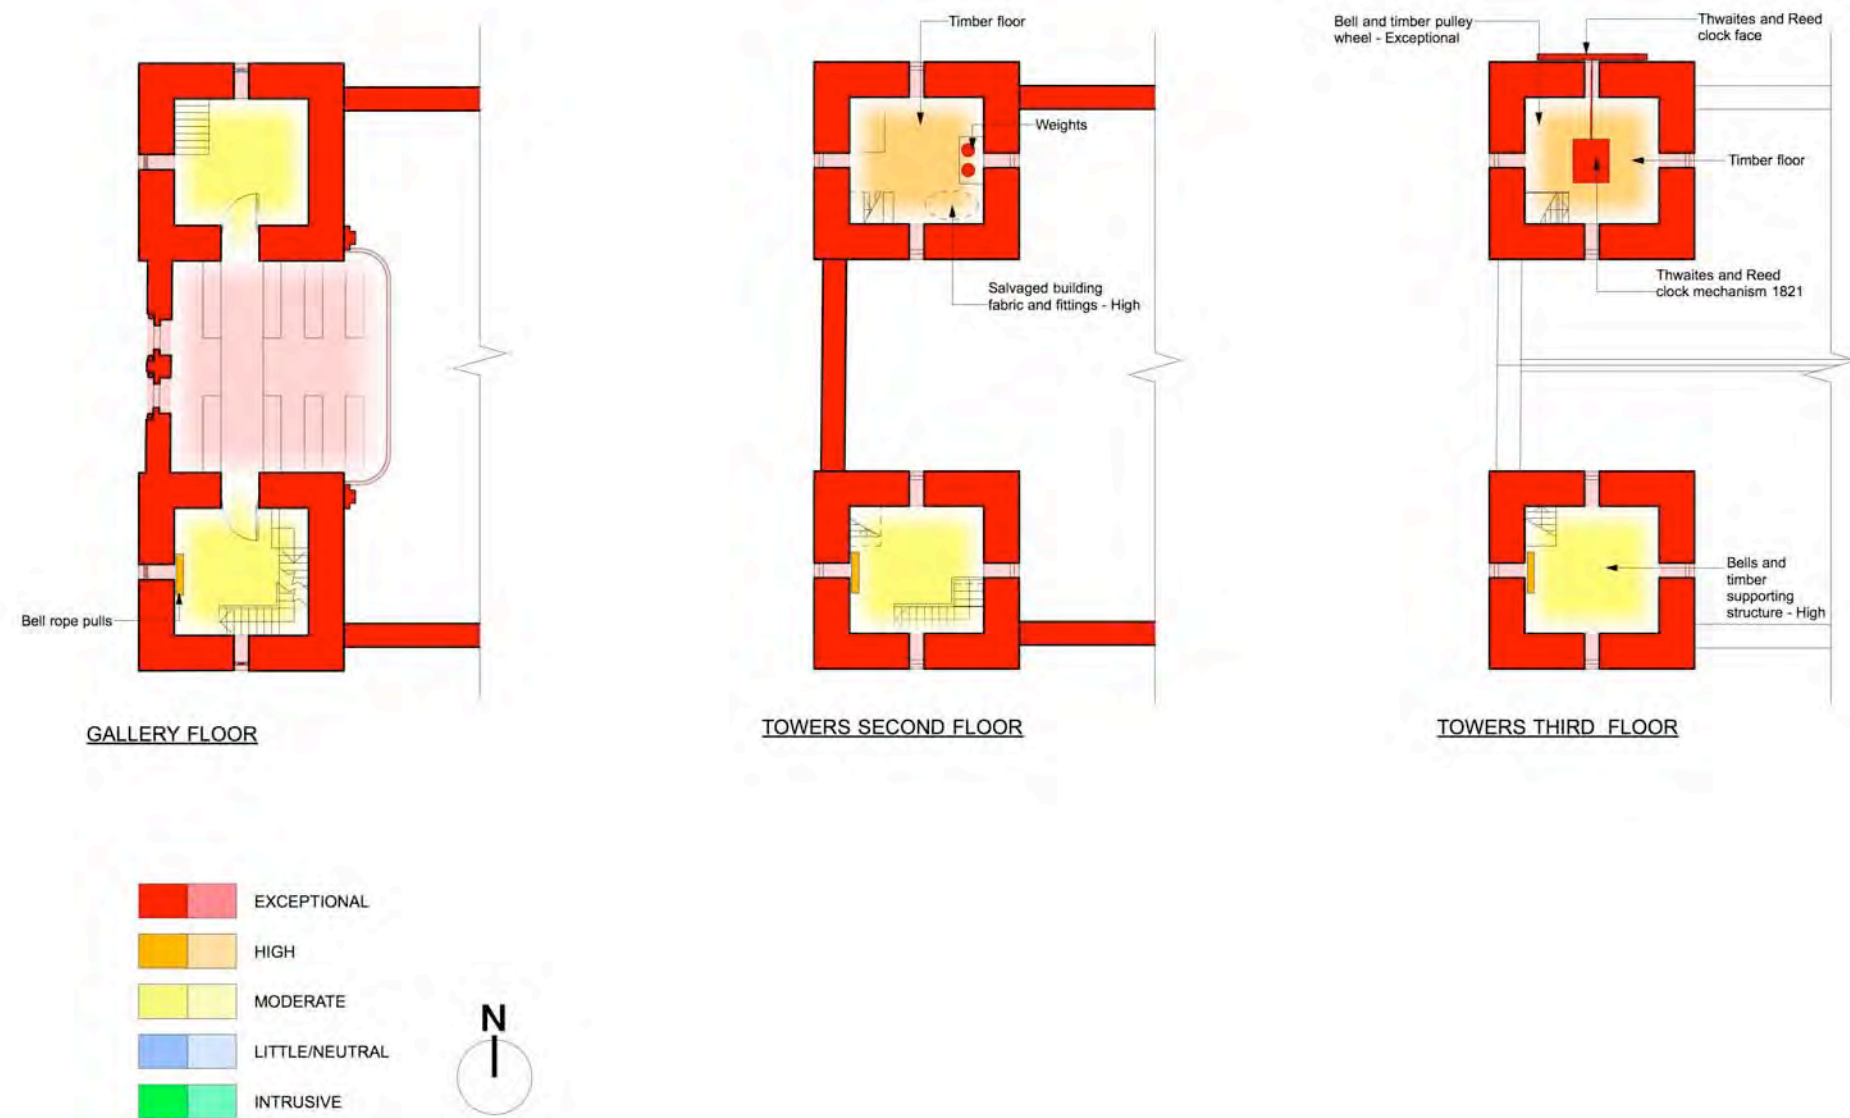 Timber floor
Weights
Salvaged building
fabric and fittings - High
Bell and timber pulley
wheel - Exceptional
Thwaites and Reed
clock face
Timber floor
Thwaites and Reed
clock mechanism 1821
Bell rope pulls
Bells and
timber
supporting
structure - High
GALLERY FLOOR
TOWERS SECOND FLOOR
TOWERS THIRD FLOOR
EXCEPTIONAL
HIGH
MODERATE
LITTLE/NEUTRAL
INTRUSIVE
N